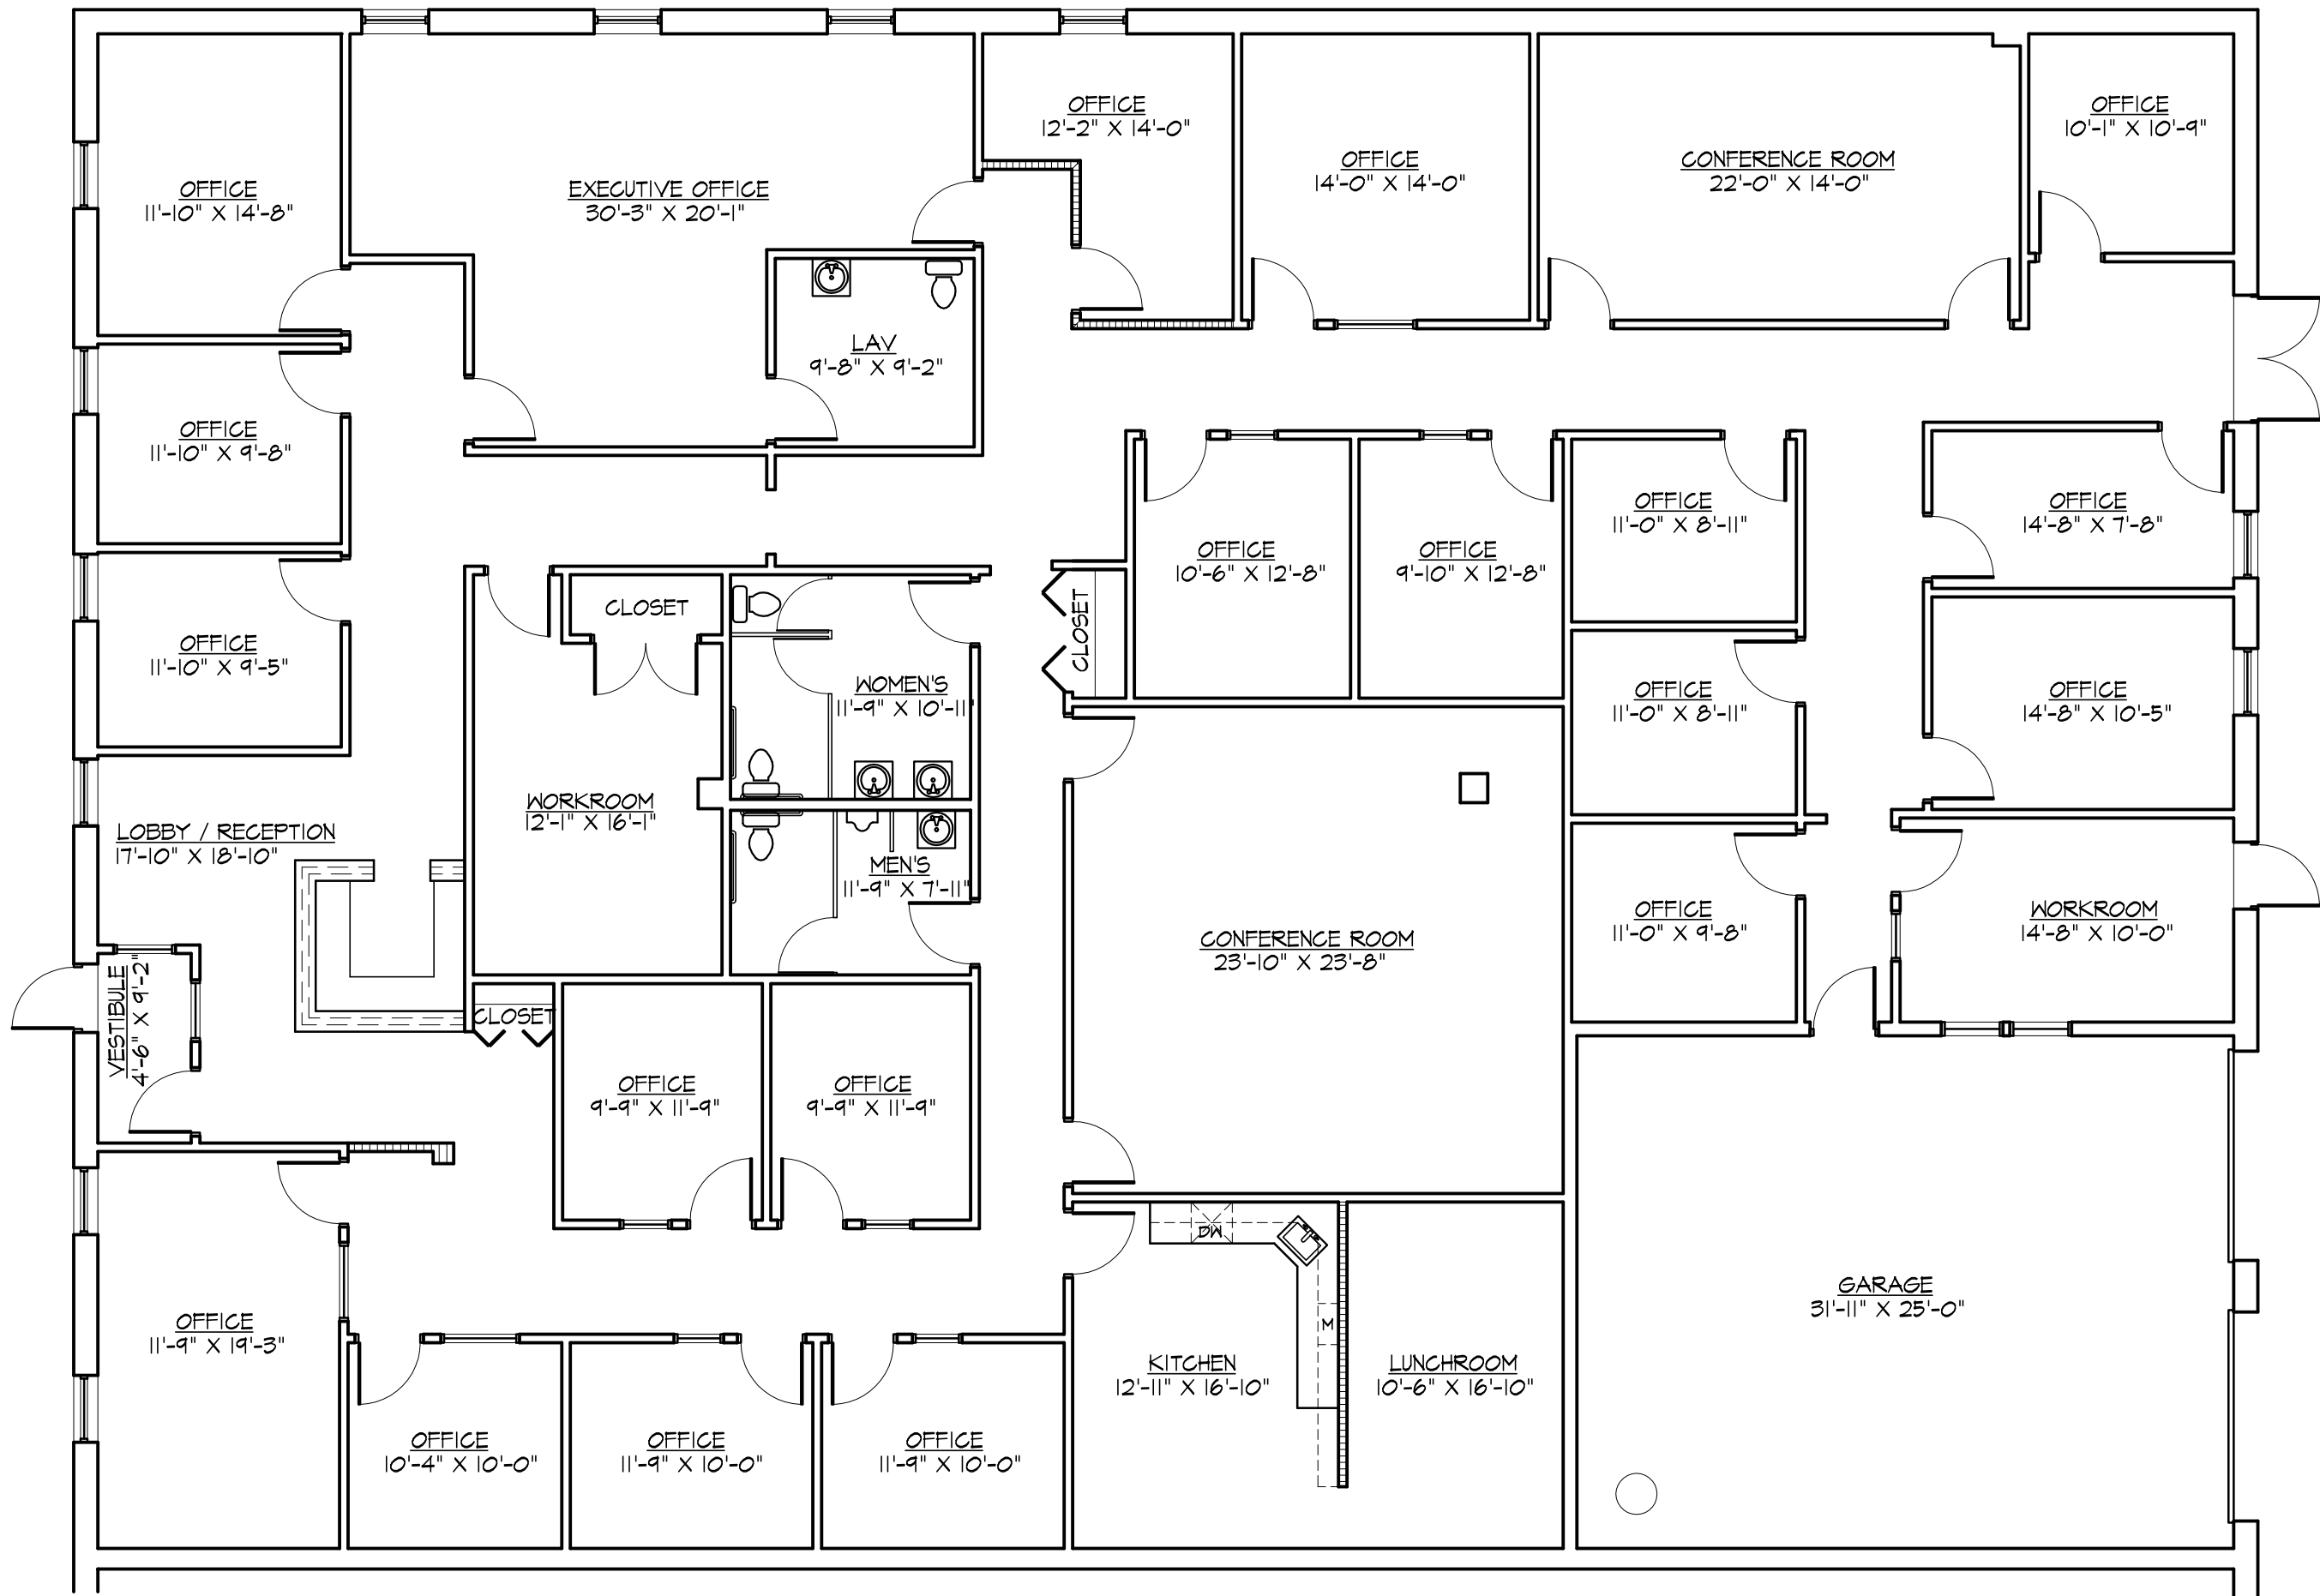 OFFICE
12'-2" X 14'-0"
OFFICE
10'-1" X 10'-9"
OFFICE
14'-0" X 14'-0"
CONFERENCE ROOM
22'-0" X 14'-0"
OFFICE
11'-10" X 14'-8"
EXECUTIVE OFFICE
30'-3" X 20'-1"
LAV
9'-8" X 9'-2"
OFFICE
11'-10" X 9'-8"
OFFICE
11'-0" X 8'-11"
OFFICE
14'-8" X 7'-8"
OFFICE
10'-6" X 12'-8"
OFFICE
9'-10" X 12'-8"
CLOSET
CLOSET
OFFICE
11'-10" X 9'-5"
WOMEN'S
11'-9" X 10'-11"
OFFICE
11'-0" X 8'-11"
OFFICE
14'-8" X 10'-5"
LOBBY / RECEPTION
17'-10" X 18'-10"
WORKROOM
12'-1" X 16'-1"
MEN'S
11'-9" X 7'-11"
CONFERENCE ROOM
23'-10" X 23'-8"
OFFICE
11'-0" X 9'-8"
WORKROOM
14'-8" X 10'-0"
VESTIBULE
4'-6" X 9'-2"
CLOSET
OFFICE
9'-9" X 11'-9"
OFFICE
9'-9" X 11'-9"
DW
GARAGE
31'-11" X 25'-0"
OFFICE
11'-9" X 19'-3"
M
KITCHEN
12'-11" X 16'-10"
LUNCHROOM
10'-6" X 16'-10"
OFFICE
10'-4" X 10'-0"
OFFICE
11'-9" X 10'-0"
OFFICE
11'-9" X 10'-0"